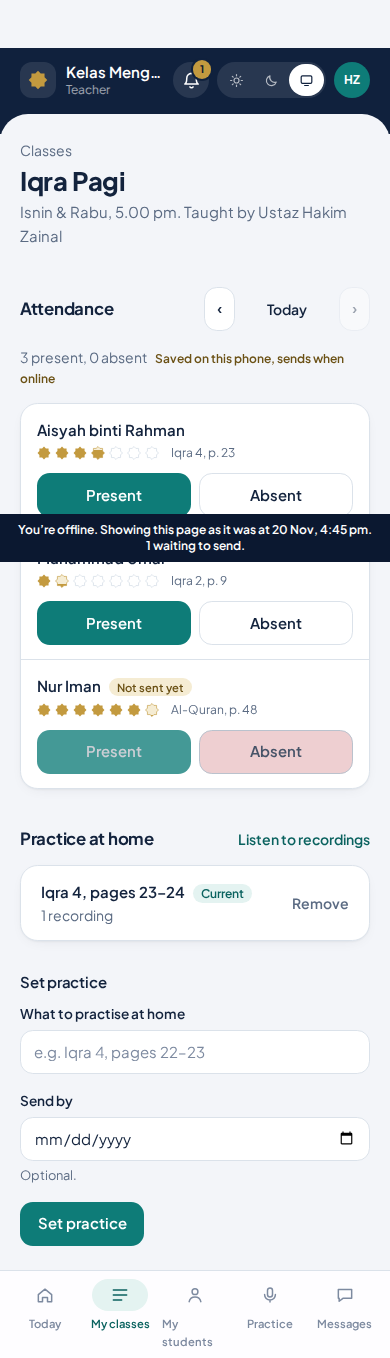 Kelas Meng…
Teacher
1
HZ
Classes
Iqra Pagi
Isnin & Rabu, 5.00 pm. Taught by Ustaz Hakim
Zainal
Attendance
‹ Today ›
3 present, 0 absent Saved on this phone, sends when
online
Aisyah binti Rahman
Iqra 4, p. 23
Present Absent
You're offline. Showing this page as it was at 20 Nov, 4:45 pm.
1 waiting to send.
Iqra 2, p. 9
Present Absent
Nur Iman Not sent yet
Al-Quran, p. 48
Present Absent
Practice at home Listen to recordings
Iqra 4, pages 23–24 Current
1 recording
Remove
Set practice
What to practise at home
e.g. Iqra 4, pages 22–23
Send by
mm/dd/yyyy
Optional.
Set practice
Today My classes My students Practice Messages